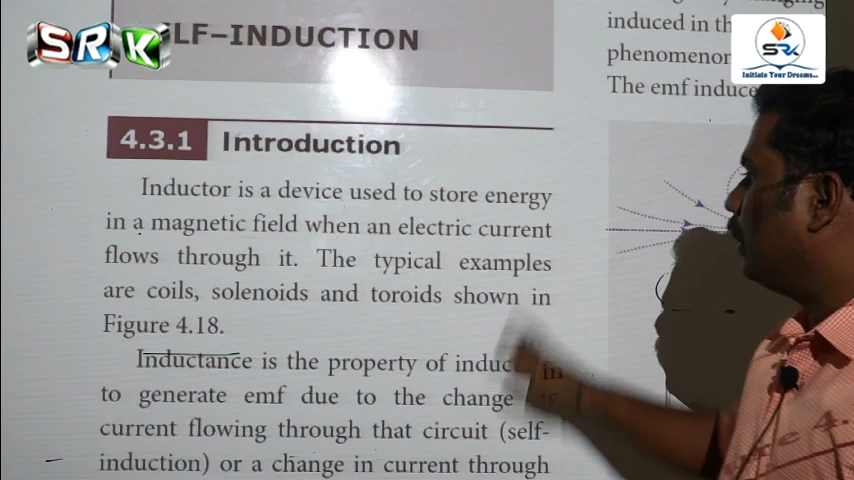 SRK
LF–INDUCTION
4.3.1 Introduction
Inductor is a device used to store energy
in a magnetic field when an electric current
flows through it. The typical examples
are coils, solenoids and toroids shown in
Figure 4.18.
Inductance is the property of induc in
to generate emf due to the change
current flowing through that circuit (self-
induction) or a change in current through
induced in th
phenomenon
The emf induce
SRK
Initiate Your Dreams...